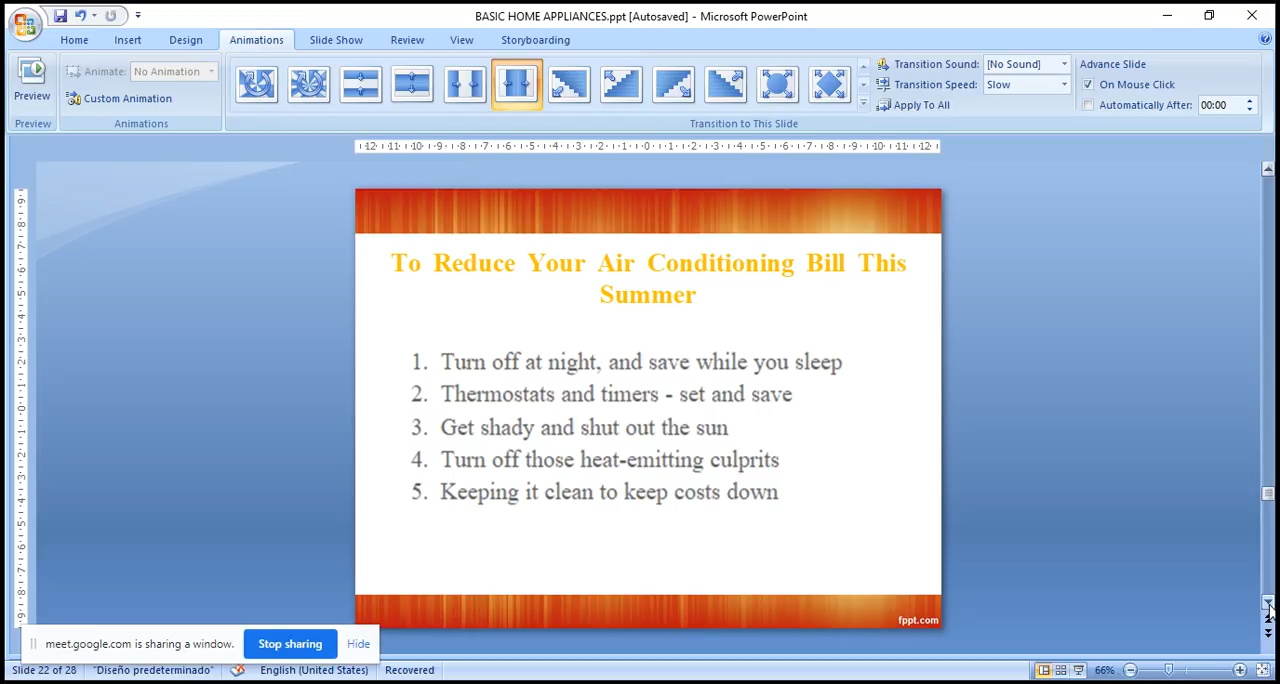 BASIC HOME APPLIANCES.ppt [Autosaved] - Microsoft PowerPoint
Home Insert Design Animations Slide Show Review View Storyboarding
Preview
Animate: No Animation
Custom Animation
Transition Sound: [No Sound]
Transition Speed: Slow
Apply To All
Advance Slide
On Mouse Click
Automatically After: 00:00
Preview Animations Transition to This Slide
To Reduce Your Air Conditioning Bill This
Summer
1. Turn off at night, and save while you sleep
2. Thermostats and timers - set and save
3. Get shady and shut out the sun
4. Turn off those heat-emitting culprits
5. Keeping it clean to keep costs down
fppt.com
meet.google.com is sharing a window. Stop sharing Hide
Slide 22 of 28 "Diseño predeterminado" English (United States) Recovered 66%